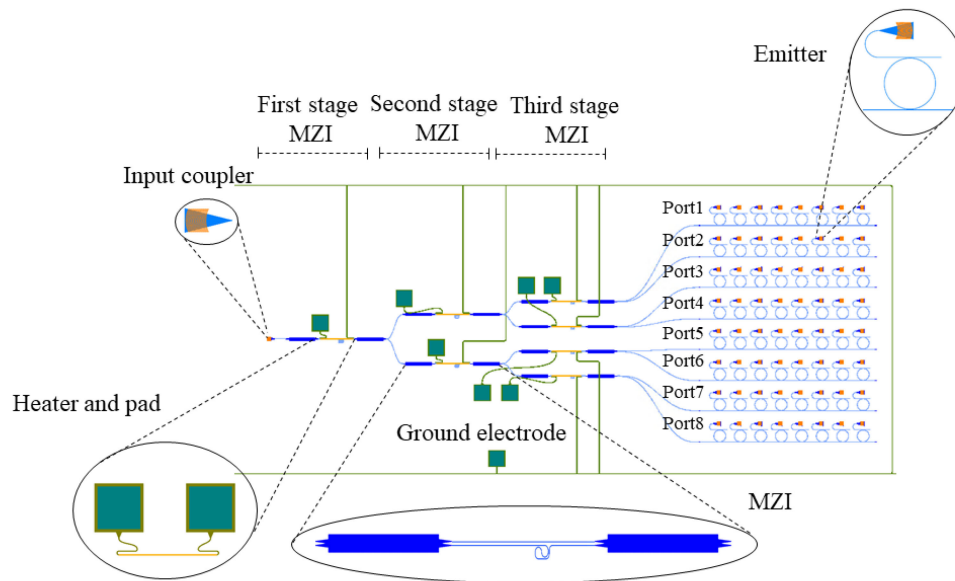 Emitter
First stage
MZI
Second stage
MZI
Third stage
MZI
Input coupler
Port1
Port2
Port3
Port4
Port5
Port6
Port7
Port8
Heater and pad
Ground electrode
MZI